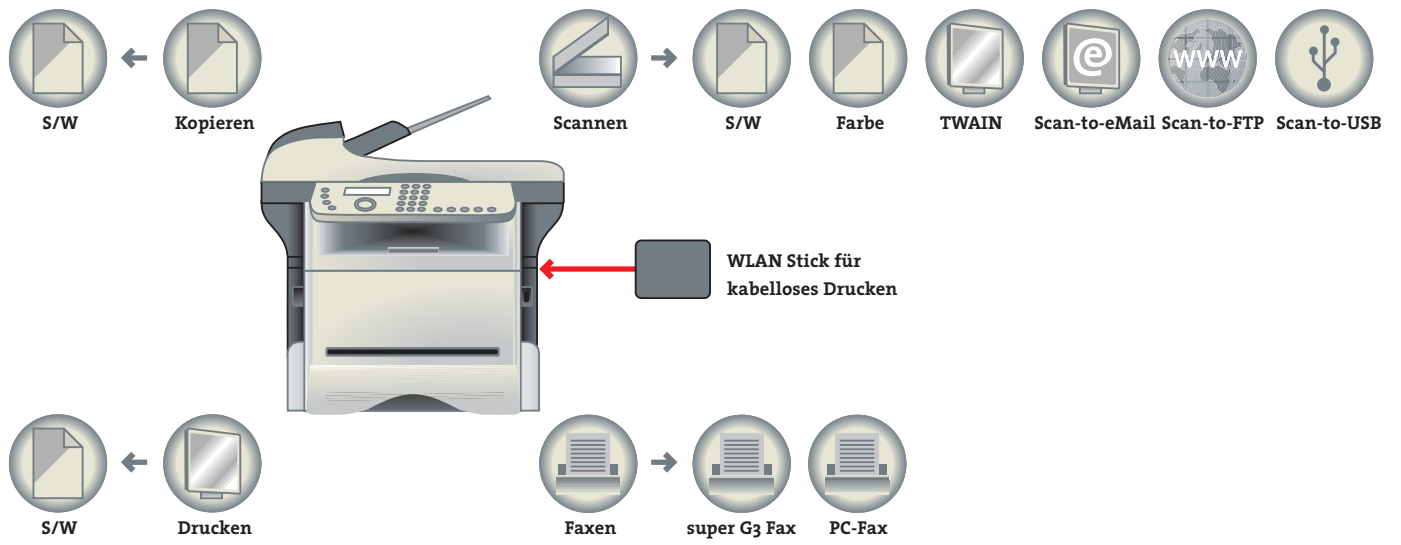 S/W
Kopieren
Scannen
S/W
Farbe
TWAIN
Scan-to-eMail
Scan-to-FTP
Scan-to-USB
e
WWW
WLAN Stick für
kabelloses Drucken
S/W
Drucken
Faxen
super G3 Fax
PC-Fax